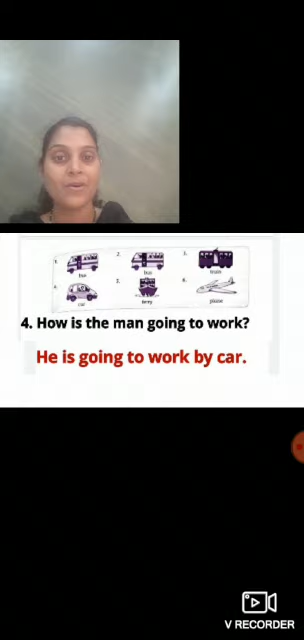 1. bus 2. bus 3. train
4. car 5. ferry 6. plane
4. How is the man going to work?
He is going to work by car.
V RECORDER